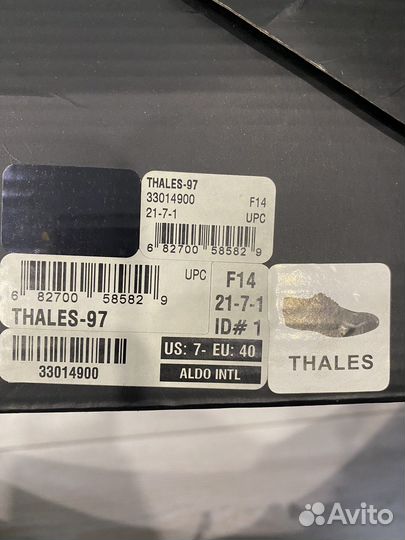 THALES-97
33014900 F14
21-7-1 UPC
6 82700 58582 9
UPC
6 82700 58582 9
THALES-97
F14
21-7-1
ID# 1
33014900
US: 7- EU: 40
ALDO INTL
THALES
Avito